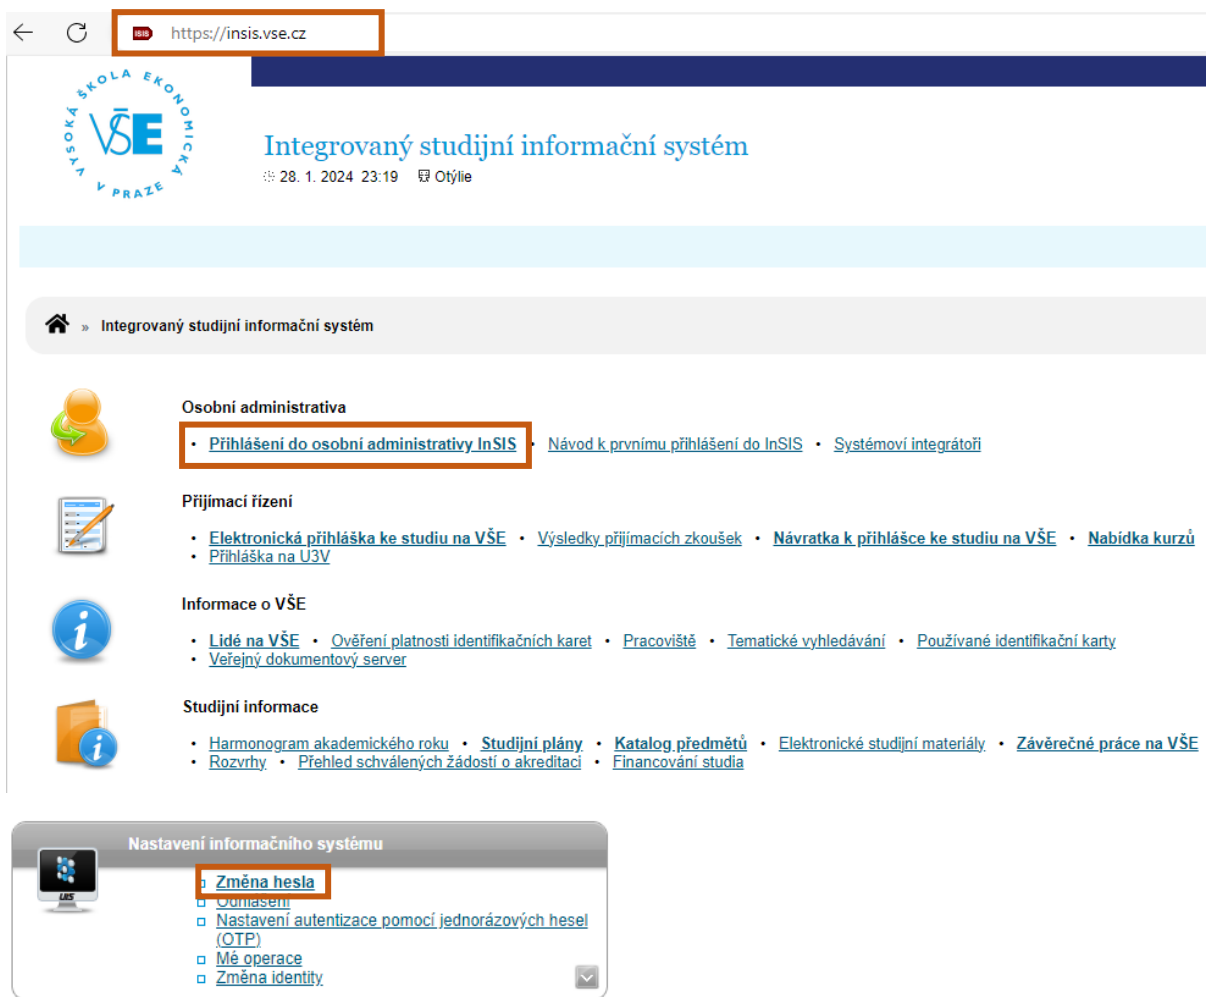 ISIS https://insis.vse.cz
VYSOKÁ ŠKOLA EKONOMICKÁ V PRAZE
VŠE
Integrovaný studijní informační systém
28. 1. 2024 23:19 Otýlie
» Integrovaný studijní informační systém
Osobní administrativa
• Přihlášení do osobní administrativy InSIS • Návod k prvnímu přihlášení do InSIS • Systémoví integrátoři
Přijímací řízení
• Elektronická přihláška ke studiu na VŠE • Výsledky přijímacích zkoušek • Návratka k přihlášce ke studiu na VŠE • Nabídka kurzů
• Přihláška na U3V
Informace o VŠE
• Lidé na VŠE • Ověření platnosti identifikačních karet • Pracoviště • Tematické vyhledávání • Používané identifikační karty
• Veřejný dokumentový server
Studijní informace
• Harmonogram akademického roku • Studijní plány • Katalog předmětů • Elektronické studijní materiály • Závěrečné práce na VŠE
• Rozvrhy • Přehled schválených žádostí o akreditaci • Financování studia
Nastavení informačního systému
UIS
Změna hesla
Odhlášení
Nastavení autentizace pomocí jednorázových hesel
(OTP)
Mé operace
Změna identity